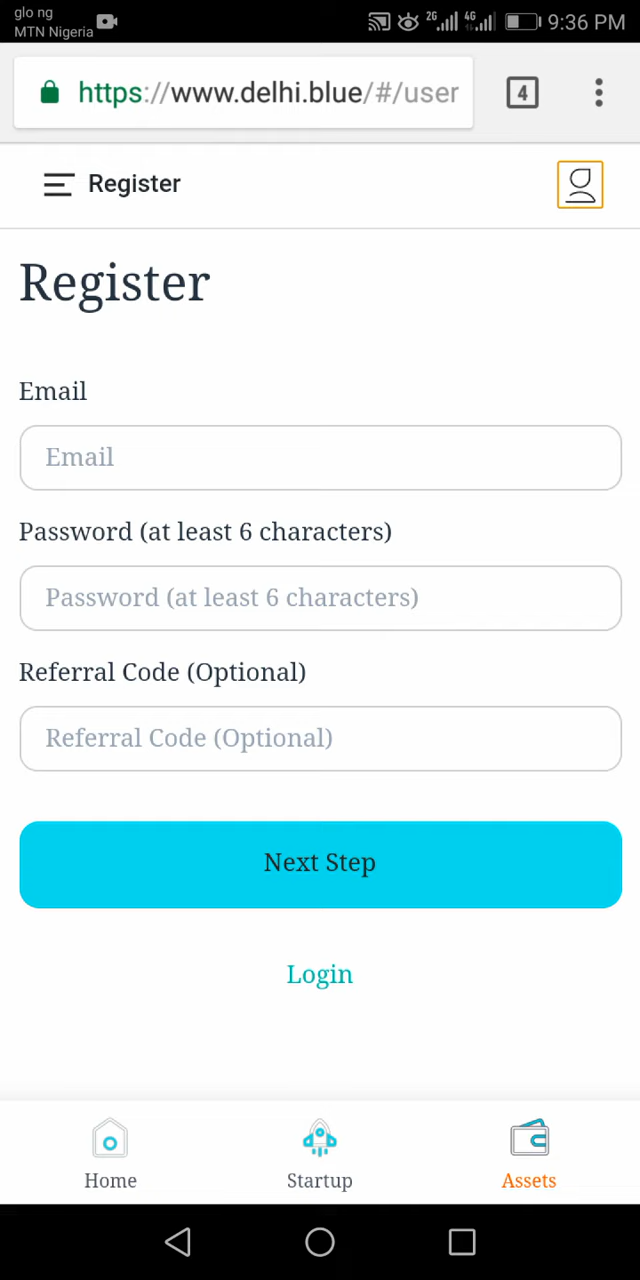 glo ng
MTN Nigeria
2G 4G 9:36 PM
https://www.delhi.blue/#/user
4
Register
Register
Email
Email
Password (at least 6 characters)
Password (at least 6 characters)
Referral Code (Optional)
Referral Code (Optional)
Next Step
Login
Home Startup Assets